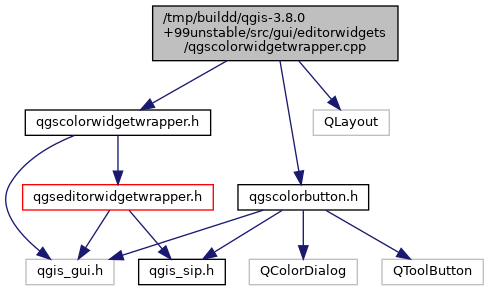 /tmp/buildd/qgis-3.8.0
+99unstable/src/gui/editorwidgets
/qgscolorwidgetwrapper.cpp
qgscolorwidgetwrapper.h
QLayout
qgseditorwidgetwrapper.h
qgscolorbutton.h
qgis_gui.h
qgis_sip.h
QColorDialog
QToolButton